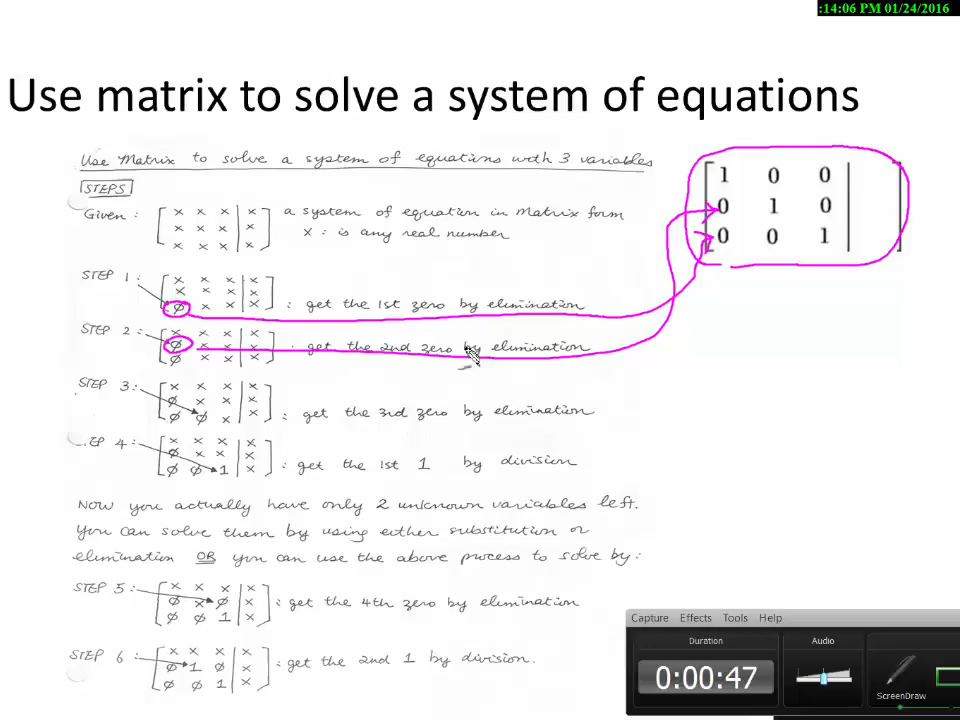 :14:06 PM 01/24/2016
Use matrix to solve a system of equations
Use Matrix to solve a system of equations with 3 variables
STEPS
Given : [ x x x | x ] a system of equation in Matrix form
x x x | x x : is any real number
x x x | x
1 0 0
0 1 0
0 0 1
STEP 1 : x x x | x
x x x | x
Ø x x | x : get the 1st zero by elimination
STEP 2 : x x x | x
Ø x x | x : get the 2nd zero by elimination
Ø x x | x
STEP 3 : x x x | x
Ø x x | x
Ø Ø x | x : get the 3rd zero by elimination
TEP 4 : x x x | x
Ø x x | x
Ø Ø 1 | x : get the 1st 1 by division
Now you actually have only 2 unknown variables left.
You can solve them by using either substitution or
elimination OR you can use the above process to solve by :
STEP 5 : x x x | x
Ø x Ø | x : get the 4th zero by elimination
Ø Ø 1 | x
STEP 6 : x x x | x
Ø 1 Ø | x : get the 2nd 1 by division.
Ø Ø 1 | x
Capture Effects Tools Help
Duration Audio
0:00:47
ScreenDraw